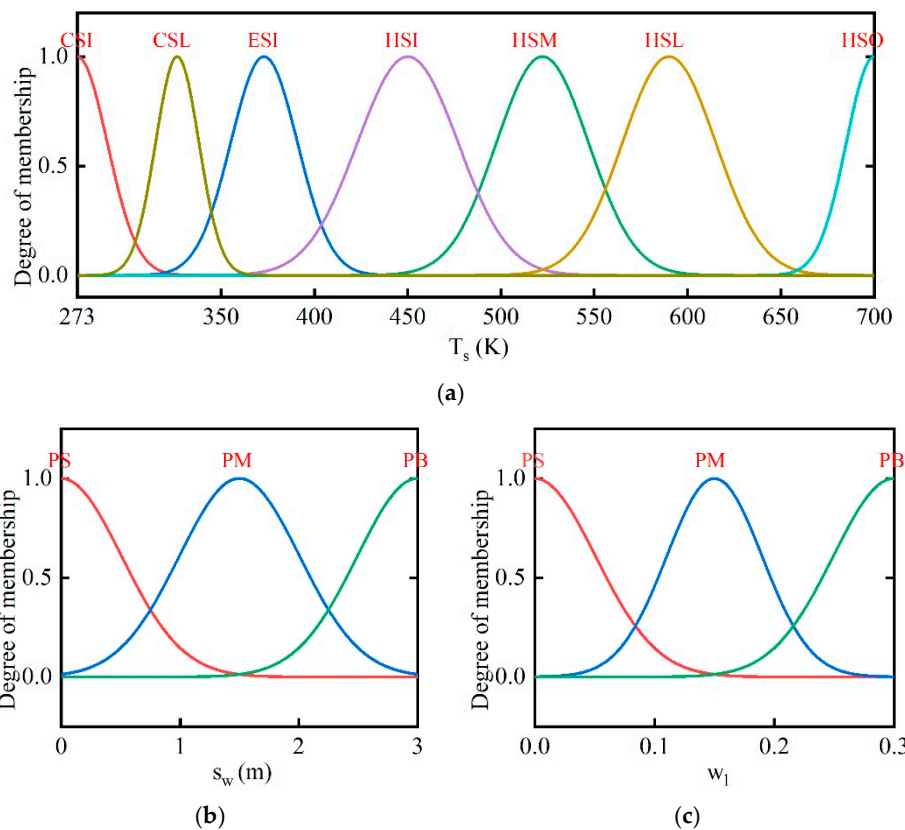 CSI CSL ESI HSI HSM HSL HSO
Degree of membership
1.0
0.5
0.0
273 350 400 450 500 550 600 650 700
T_s (K)
(a)
PS PM PB
Degree of membership
1.0
0.5
0.0
0 1 2 3
s_w (m)
(b)
PS PM PB
Degree of membership
1.0
0.5
0.0
0.0 0.1 0.2 0.3
w_l
(c)